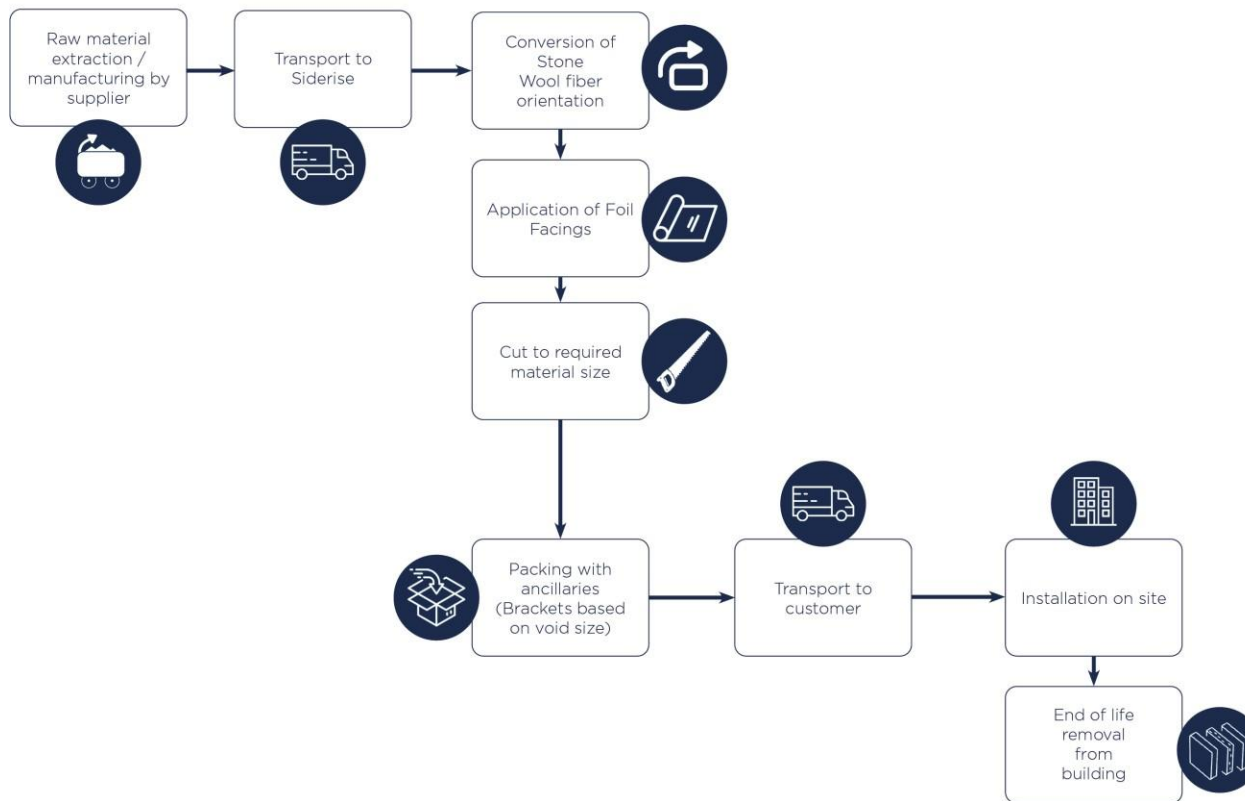 Raw material
extraction /
manufacturing by
supplier
Transport to
Siderise
Conversion of
Stone
Wool fiber
orientation
Application of Foil
Facings
Cut to required
material size
Packing with
ancillaries
(Brackets based
on void size)
Transport to
customer
Installation on site
End of life
removal
from
building